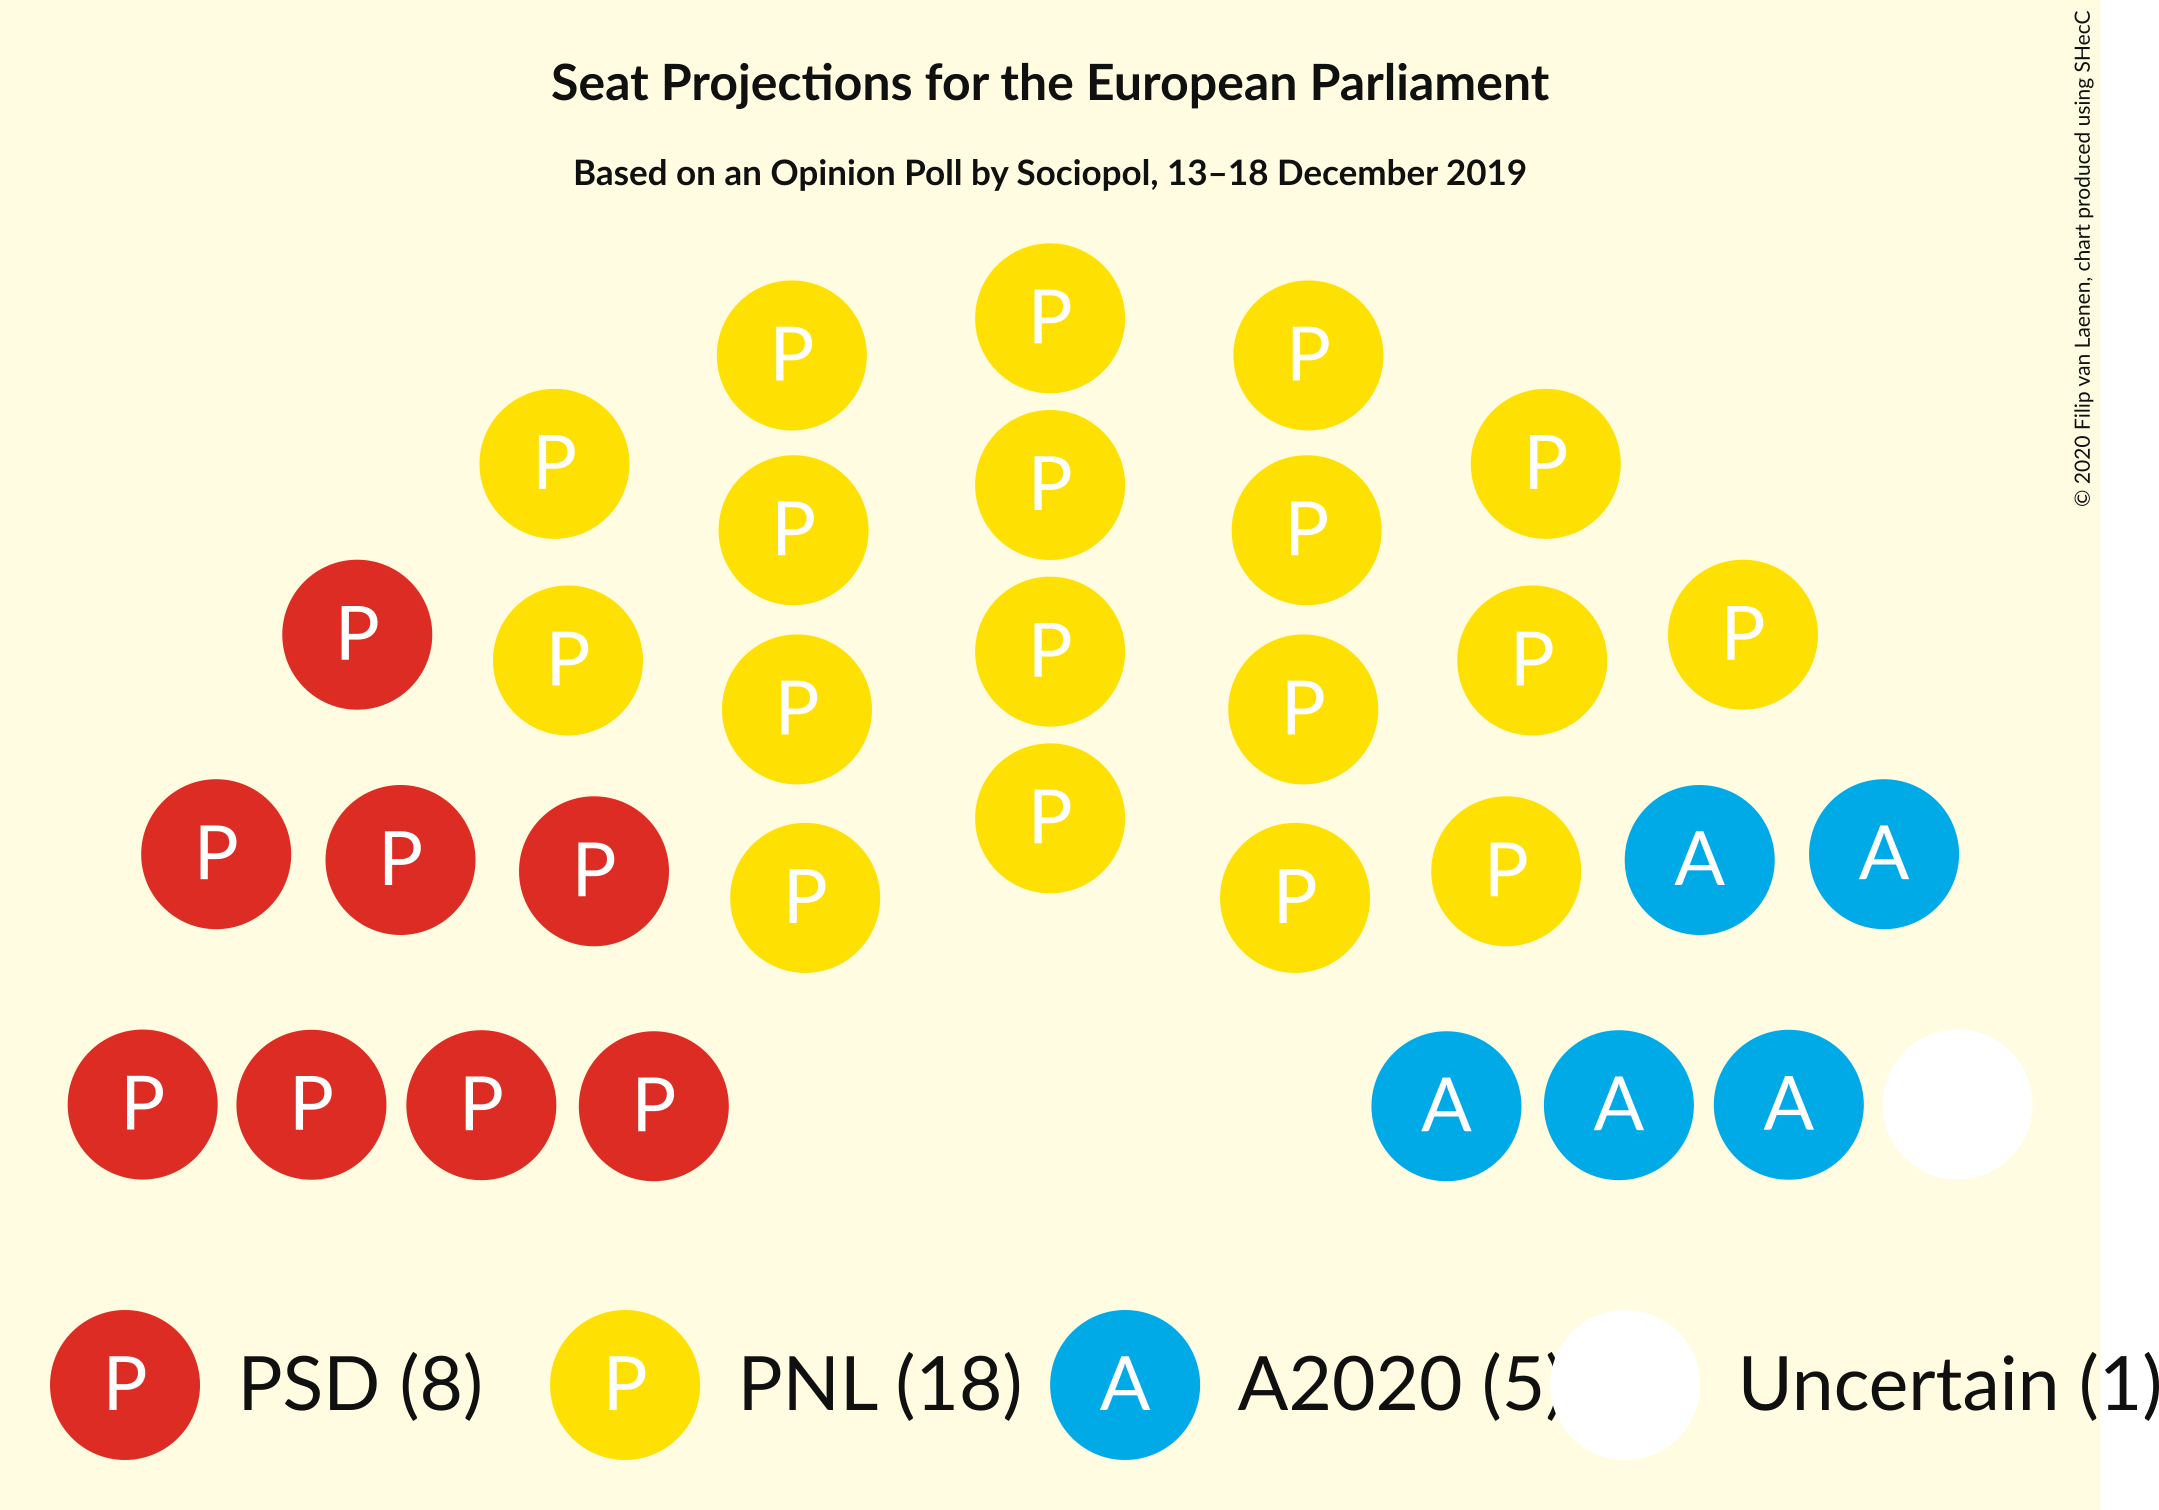 Seat Projections for the European Parliament
Based on an Opinion Poll by Sociopol, 13–18 December 2019
© 2020 Filip van Laenen, chart produced using SHecC
P
P P
P P
P
P P
P P
P P
P P
P
P P
P P
P P
P P P A A
P P
P P P P A A A
P PSD (8) P PNL (18) A A2020 (5) Uncertain (1)